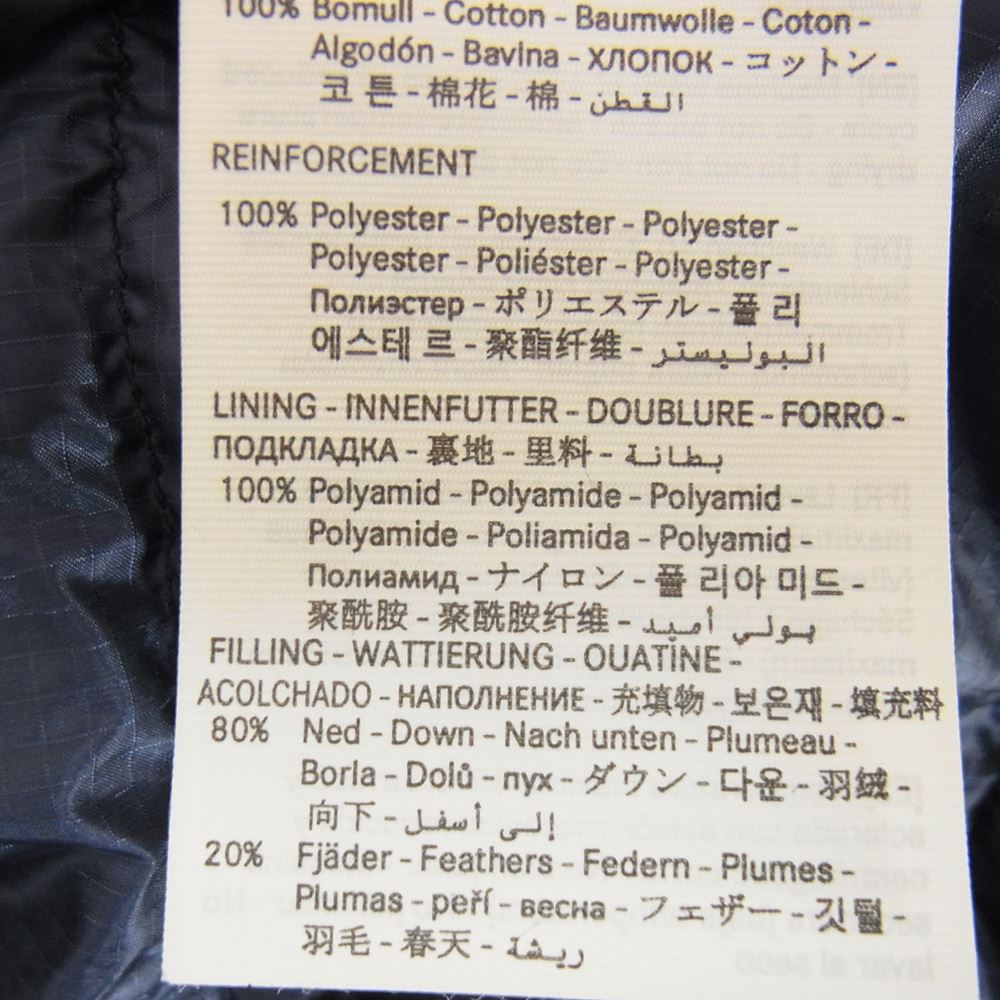 100% Bomull - Cotton - Baumwolle - Coton -
Algodón - Bavlna - ХЛОПОК - コットン -
코 튼 - 棉花 - 棉 - القطن
REINFORCEMENT
100% Polyester - Polyester - Polyester -
Polyester - Poliéster - Polyester -
Полиэстер - ポリエステル - 폴 리
에스테 르 - 聚酯纤维 - البوليستر
LINING - INNENFUTTER - DOUBLURE - FORRO -
ПОДКЛАДКА - 裏地 - 里料 - بطانة
100% Polyamid - Polyamide - Polyamid -
Polyamide - Poliamida - Polyamid -
Полиамид - ナイロン - 폴 리아 미드 -
聚酰胺 - 聚酰胺纤维 - بولي أميد
FILLING - WATTIERUNG - OUATINE -
ACOLCHADO - НАПОЛНЕНИЕ - 充填物 - 보온재 - 填充料
80% Ned - Down - Nach unten - Plumeau -
Borla - Dolů - пух - ダウン - 다운 - 羽绒 -
向下 - إلى أسفل
20% Fjäder - Feathers - Federn - Plumes -
Plumas - peří - весна - フェザー - 깃털 -
羽毛 - 春天 - ريشة